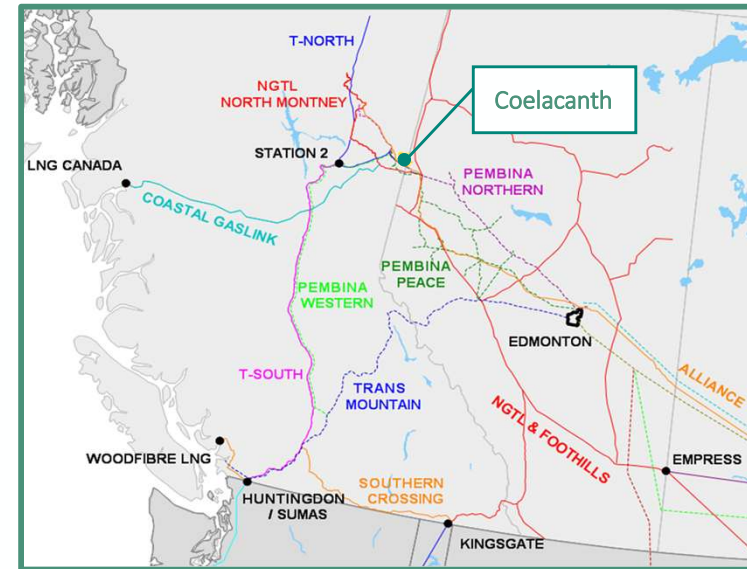 T-NORTH
NGTL
NORTH MONTNEY
Coelacanth
STATION 2
LNG CANADA
PEMBINA
NORTHERN
COASTAL GASLINK
PEMBINA
PEACE
PEMBINA
WESTERN
EDMONTON
T-SOUTH
TRANS
MOUNTAIN
ALLIANCE
NGTL & FOOTHILLS
WOODFIBRE LNG
EMPRESS
SOUTHERN
CROSSING
HUNTINGDON
/ SUMAS
KINGSGATE